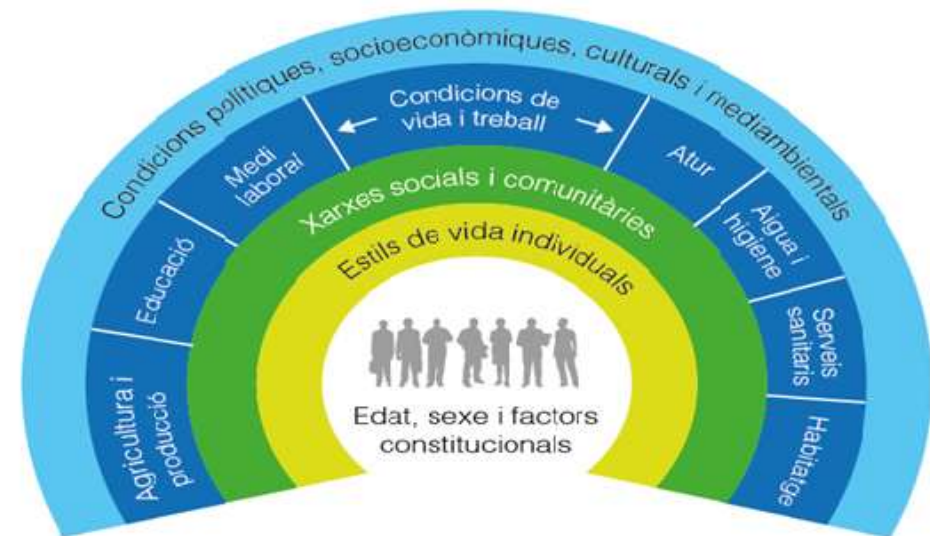 Condicions polítiques, socioeconòmiques, culturals i mediambientals
Agricultura i
producció
Educació
Medi
laboral
Condicions de
vida i treball
Atur
Aigua i
higiene
Serveis
sanitaris
Habitatge
Xarxes socials i comunitàries
Estils de vida individuals
Edat, sexe i factors
constitucionals